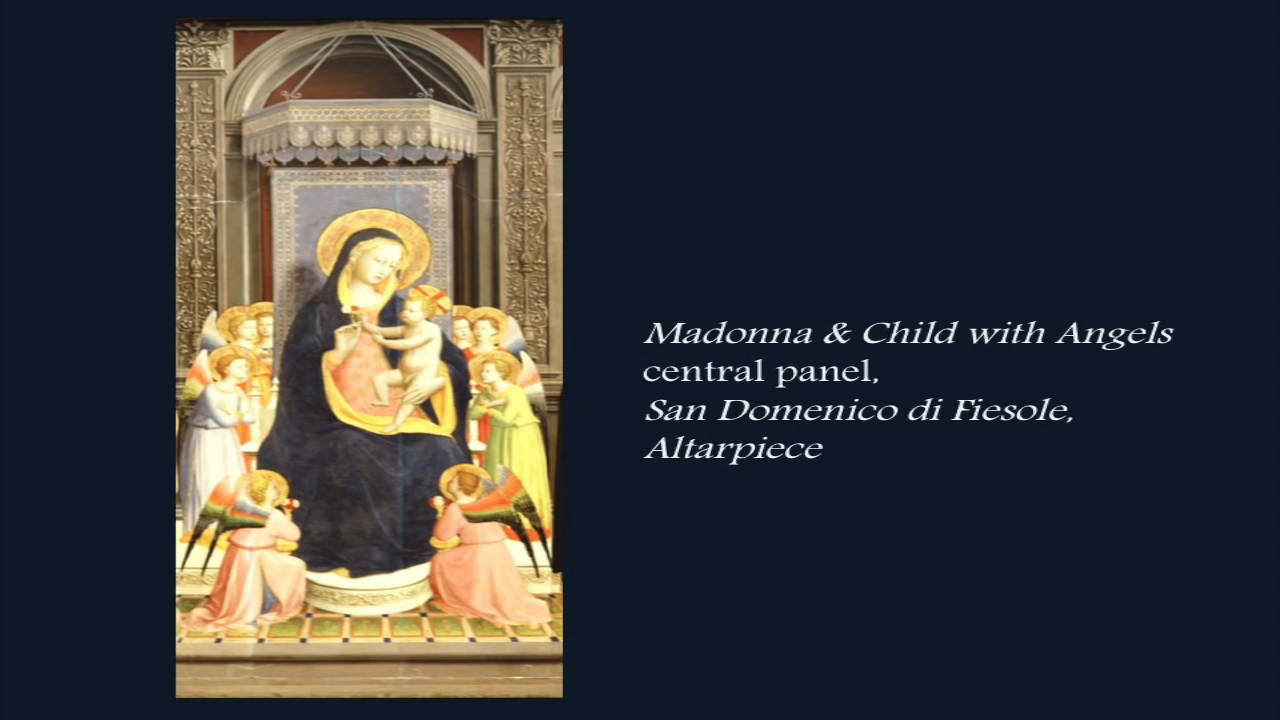 Madonna & Child with Angels
central panel,
San Domenico di Fiesole,
Altarpiece